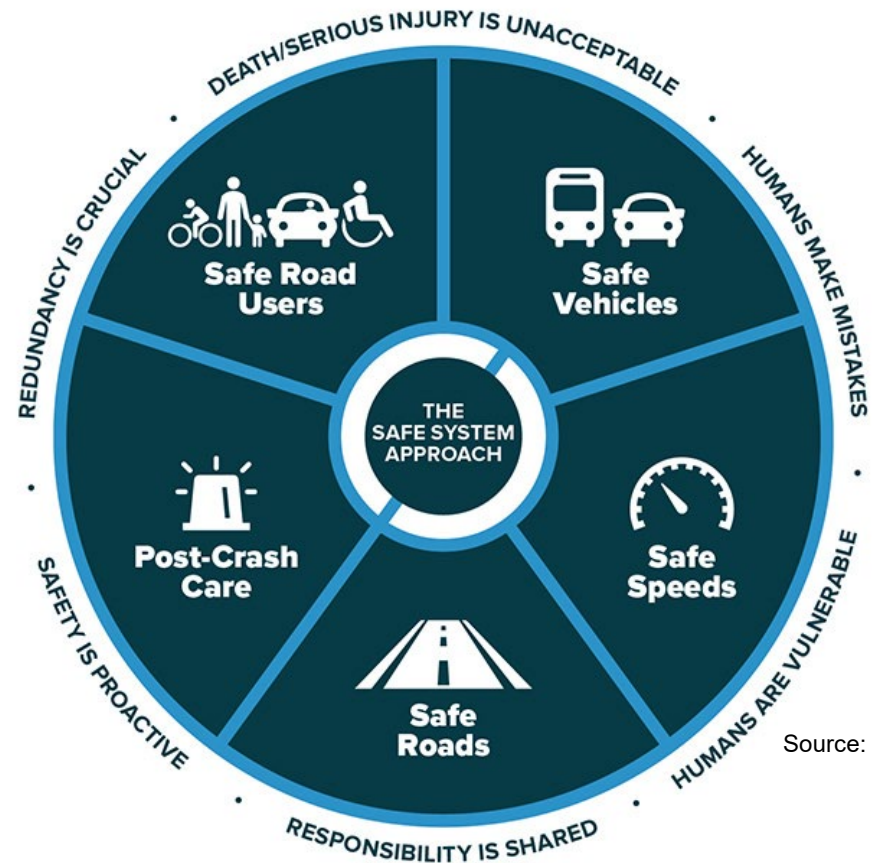 DEATH/SERIOUS INJURY IS UNACCEPTABLE
HUMANS MAKE MISTAKES
HUMANS ARE VULNERABLE
RESPONSIBILITY IS SHARED
SAFETY IS PROACTIVE
REDUNDANCY IS CRUCIAL
Safe Road
Users
Safe
Vehicles
THE
SAFE SYSTEM
APPROACH
Post-Crash
Care
Safe
Speeds
Safe
Roads
Source: